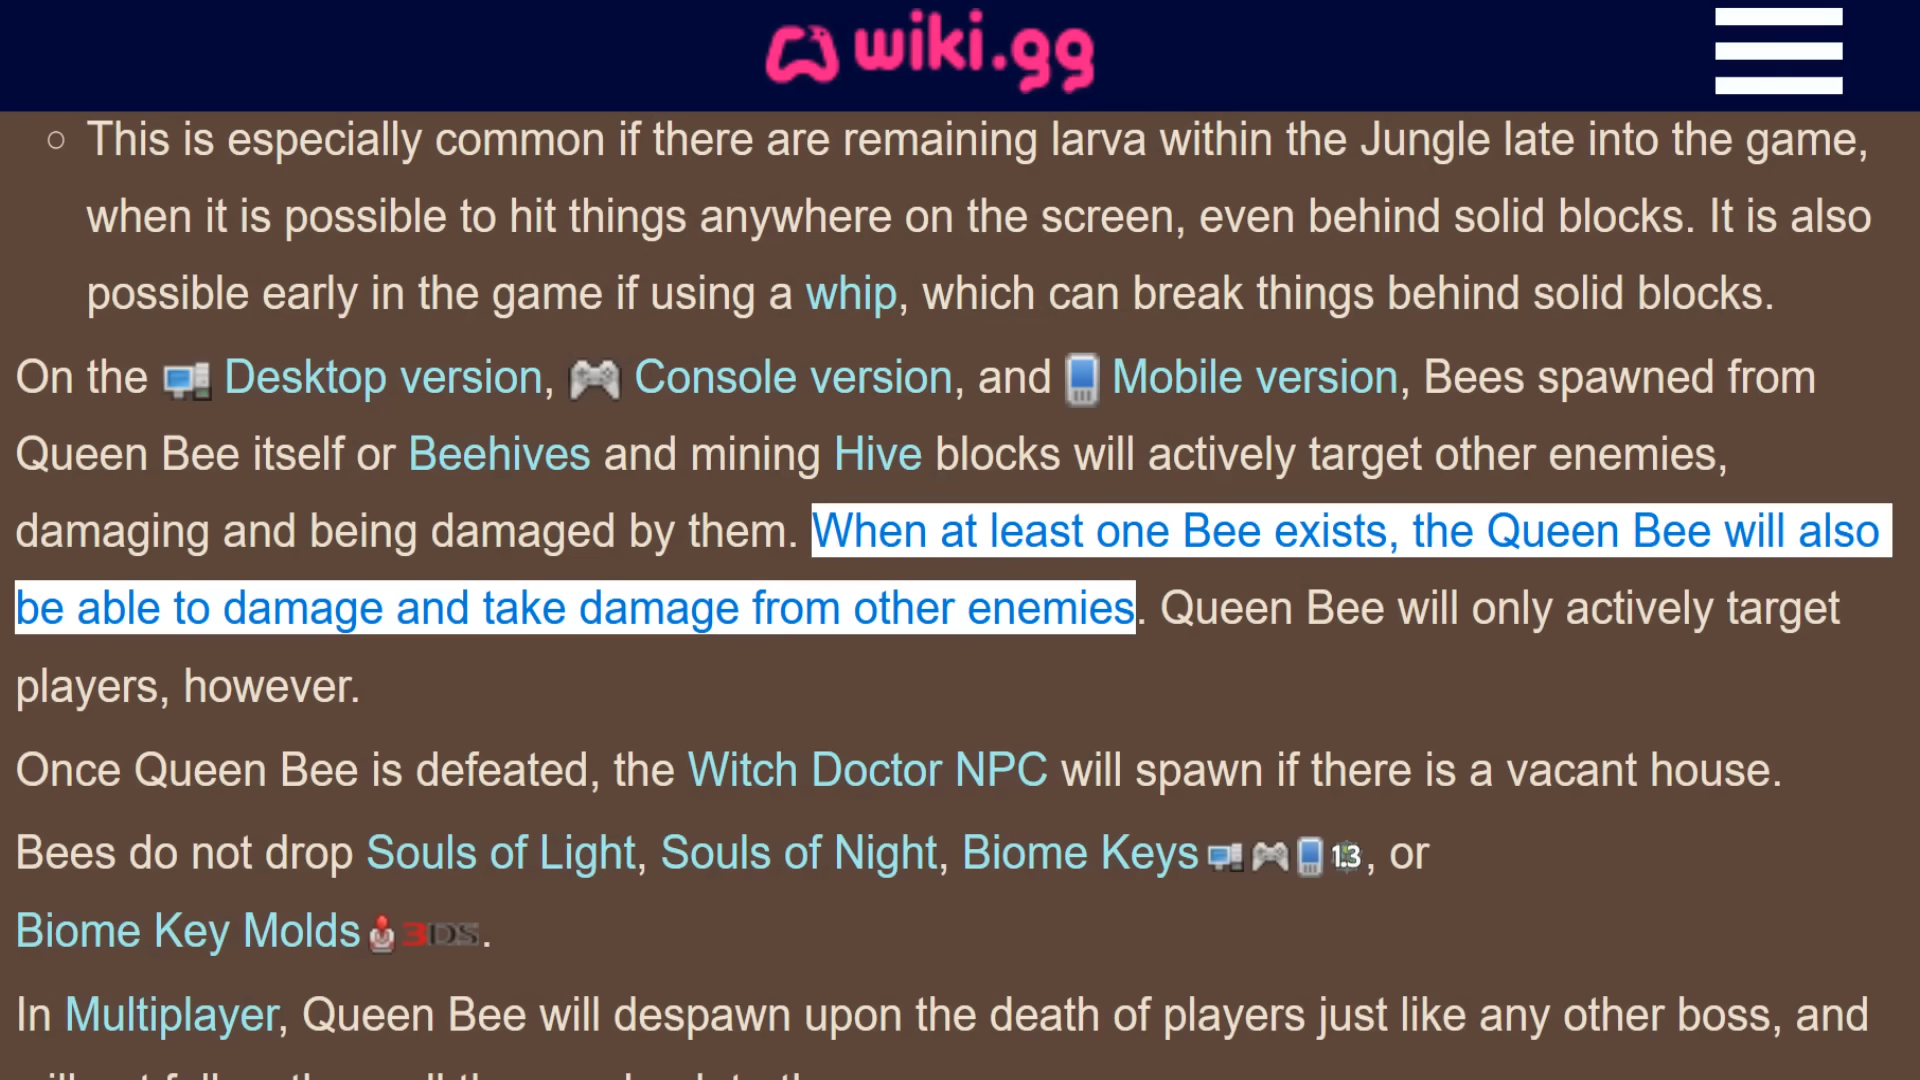 wiki.gg
This is especially common if there are remaining larva within the Jungle late into the game,
when it is possible to hit things anywhere on the screen, even behind solid blocks. It is also
possible early in the game if using a whip, which can break things behind solid blocks.
On the Desktop version, Console version, and Mobile version, Bees spawned from
Queen Bee itself or Beehives and mining Hive blocks will actively target other enemies,
damaging and being damaged by them. When at least one Bee exists, the Queen Bee will also
be able to damage and take damage from other enemies. Queen Bee will only actively target
players, however.
Once Queen Bee is defeated, the Witch Doctor NPC will spawn if there is a vacant house.
Bees do not drop Souls of Light, Souls of Night, Biome Keys 1.3, or
Biome Key Molds 3DS.
In Multiplayer, Queen Bee will despawn upon the death of players just like any other boss, and